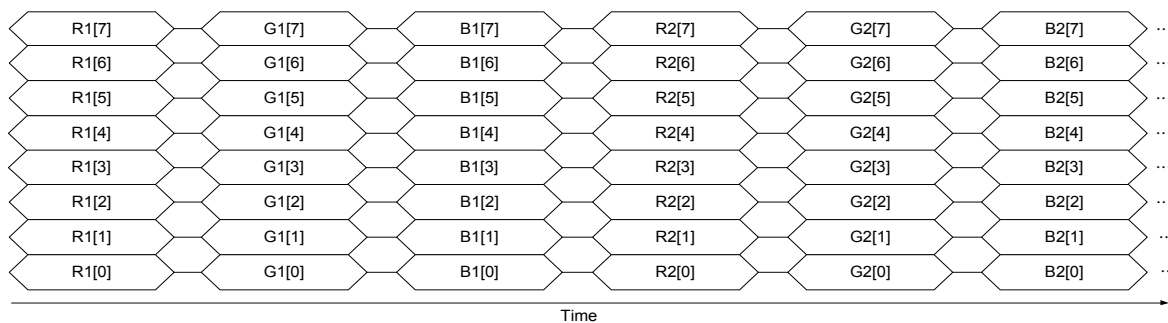 R1[7] G1[7] B1[7] R2[7] G2[7] B2[7] ...
R1[6] G1[6] B1[6] R2[6] G2[6] B2[6] ...
R1[5] G1[5] B1[5] R2[5] G2[5] B2[5] ...
R1[4] G1[4] B1[4] R2[4] G2[4] B2[4] ...
R1[3] G1[3] B1[3] R2[3] G2[3] B2[3] ...
R1[2] G1[2] B1[2] R2[2] G2[2] B2[2] ...
R1[1] G1[1] B1[1] R2[1] G2[1] B2[1] ...
R1[0] G1[0] B1[0] R2[0] G2[0] B2[0] ...
Time